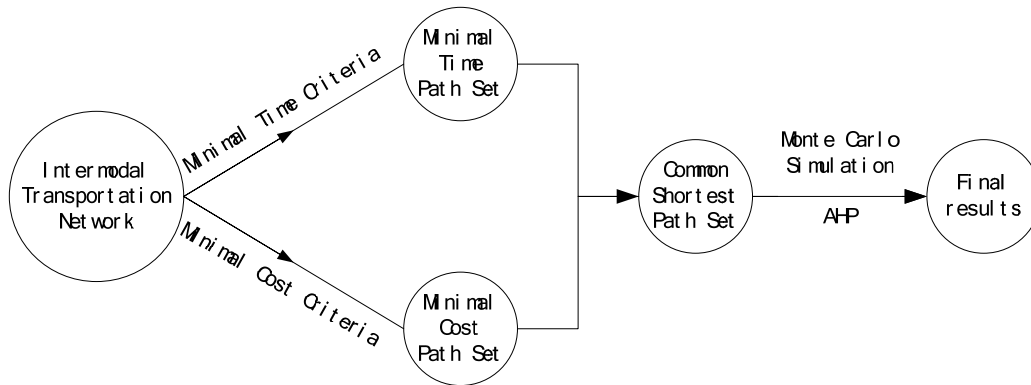 Intermodal
Transportation
Network
Minimal Time Criteria
Minimal Cost Criteria
Minimal
Time
Path Set
Minimal
Cost
Path Set
Common
Shortest
Path Set
Monte Carlo
Simulation
AHP
Final
results